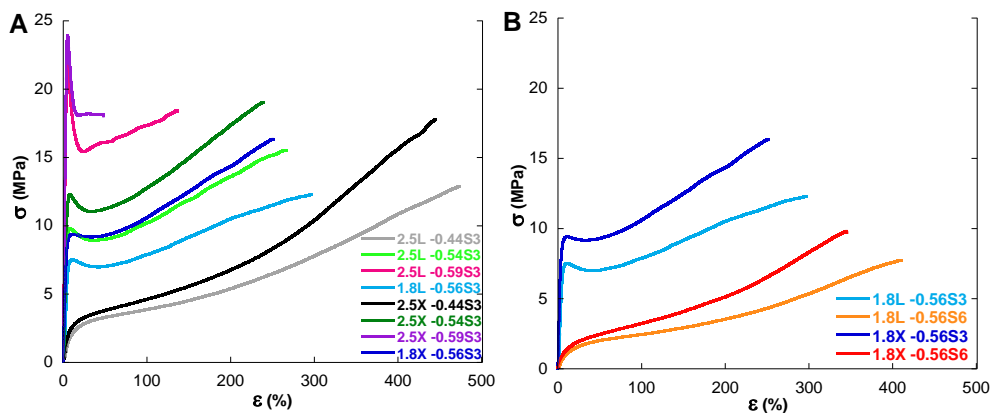 A
25
20
15
10
5
0
σ (MPa)
0
100
200
300
400
500
ε (%)
2.5L -0.44S3
2.5L -0.54S3
2.5L -0.59S3
1.8L -0.56S3
2.5X -0.44S3
2.5X -0.54S3
2.5X -0.59S3
1.8X -0.56S3
B
25
20
15
10
5
0
σ (MPa)
0
100
200
300
400
500
ε (%)
1.8L -0.56S3
1.8L -0.56S6
1.8X -0.56S3
1.8X -0.56S6